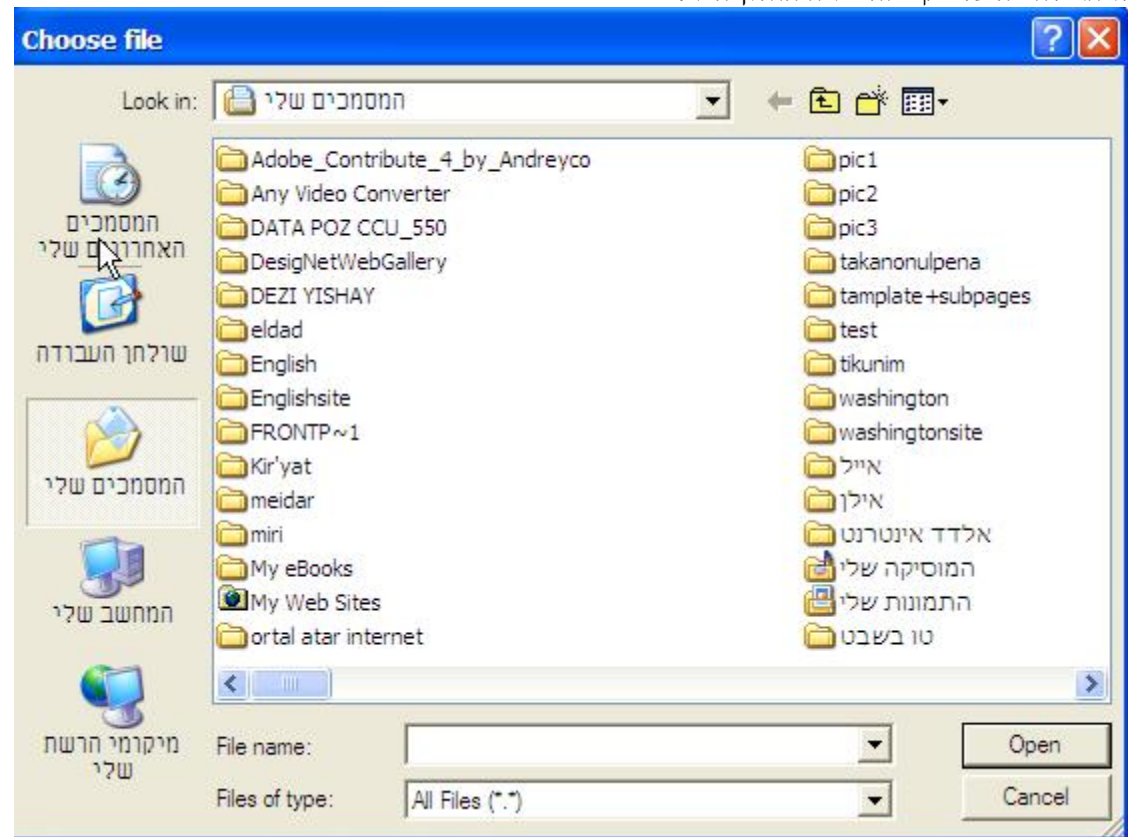 Choose file
Look in:
המסמכים שלי
המסמכים
האחרונים שלי
שולחן העבודה
המסמכים שלי
המחשב שלי
מיקומי הרשת
שלי
Adobe_Contribute_4_by_Andreyco
Any Video Converter
DATA POZ CCU_550
DesigNetWebGallery
DEZI YISHAY
eldad
English
Englishsite
FRONTP~1
Kir'yat
meidar
miri
My eBooks
My Web Sites
ortal atar internet
pic1
pic2
pic3
takanonulpena
tamplate+subpages
test
tikunim
washington
washingtonsite
אייל
אילן
אלדד אינטרנט
המוסיקה שלי
התמונות שלי
טו בשבט
File name:
Open
Files of type:
All Files (*.*)
Cancel